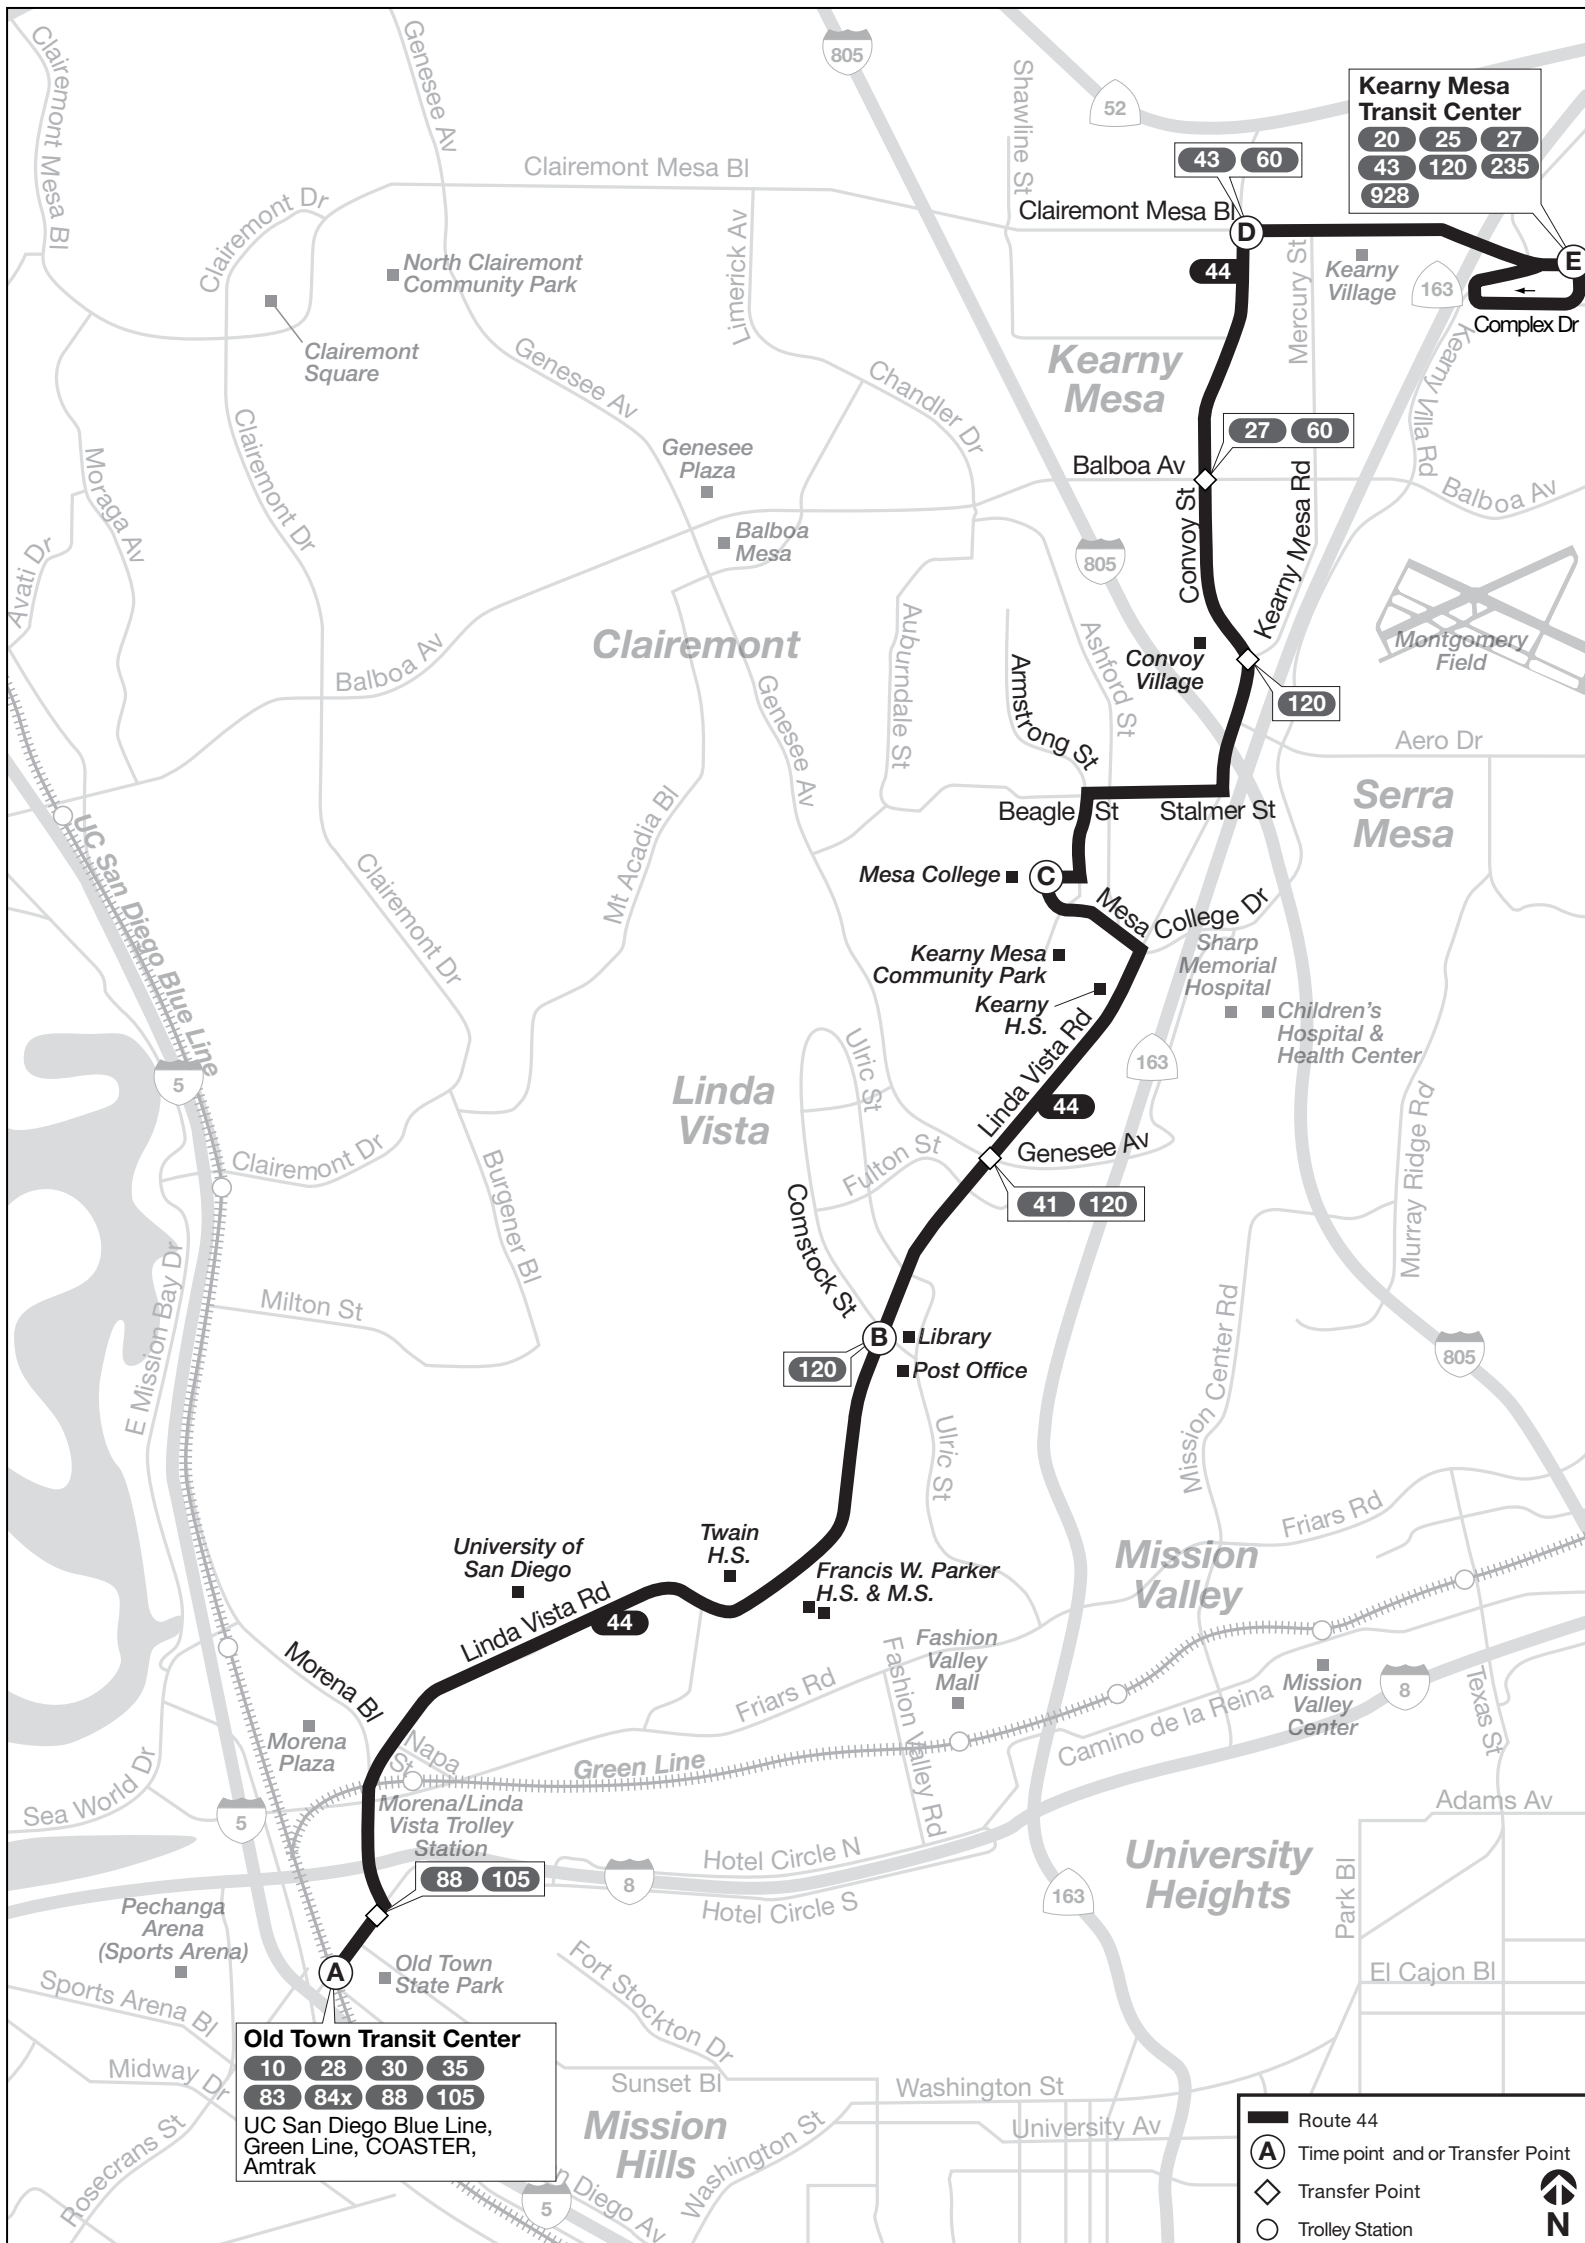 805
52
Kearny Mesa
Transit Center
20 25 27
43 120 235
928
Clairemont Mesa Bl
Genesee Av
Shawline St
43 60
Clairemont Mesa Bl
Clairemont Mesa Bl
D
E
44
Clairemont Dr
Limerick Av
Mercury St
Kearny
Village
163
Complex Dr
North Clairemont
Community Park
Clairemont
Square
Kearny
Mesa
Genesee Av
Chandler Dr
Kearny Villa Rd
27 60
Clairemont Dr
Moraga Av
Genesee
Plaza
Balboa Av
Balboa Av
Avati Dr
Balboa
Mesa
805
Convoy St
Kearny Mesa Rd
Montgomery
Field
Clairemont
Balboa Av
Auburndale St
Armstrong St
Ashford St
Convoy
Village
120
Genesee Av
Aero Dr
Serra
Mesa
Beagle St
Stalmer St
UC San Diego Blue Line
Mt Acadia Bl
Clairemont Dr
Mesa College
C
Mesa College Dr
Kearny Mesa
Community Park
Sharp
Memorial
Hospital
Kearny
H.S.
Children's
Hospital &
Health Center
5
Ulric St
Linda Vista Rd
163
Linda
Vista
44
Murray Ridge Rd
Clairemont Dr
Burgener Bl
Fulton St
Genesee Av
41 120
Comstock St
E Mission Bay Dr
Milton St
Mission Center Rd
B
Library
120
Post Office
805
Ulric St
University of
San Diego
Twain
H.S.
Francis W. Parker
H.S. & M.S.
Mission
Valley
Friars Rd
Linda Vista Rd
44
Morena Bl
Fashion
Valley
Mall
Fashion Valley Rd
Friars Rd
Mission
Valley
Center
8
Texas St
Camino de la Reina
Morena
Plaza
Napa
St
Green Line
Sea World Dr
5
Morena/Linda
Vista Trolley
Station
Adams Av
Hotel Circle N
88 105
8
Hotel Circle S
University
Heights
163
Park Bl
Pechanga
Arena
(Sports Arena)
A
Old Town
State Park
Fort Stockton Dr
El Cajon Bl
Sports Arena Bl
Old Town Transit Center
10 28 30 35
83 84x 88 105
UC San Diego Blue Line,
Green Line, COASTER,
Amtrak
Midway Dr
Rosecrans St
Sunset Bl
Washington St
Mission
Hills
Washington St
University Av
5
n Diego Av
Route 44
A Time point and or Transfer Point
Transfer Point
Trolley Station
N